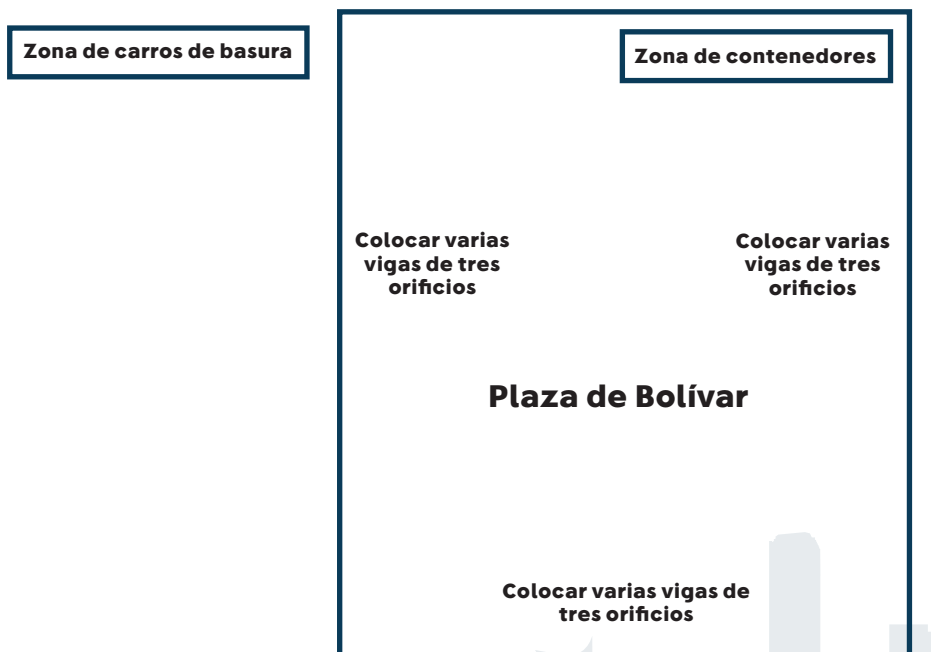 Zona de carros de basura
Zona de contenedores
Colocar varias
vigas de tres
orificios
Colocar varias
vigas de tres
orificios
Plaza de Bolívar
Colocar varias vigas de
tres orificios